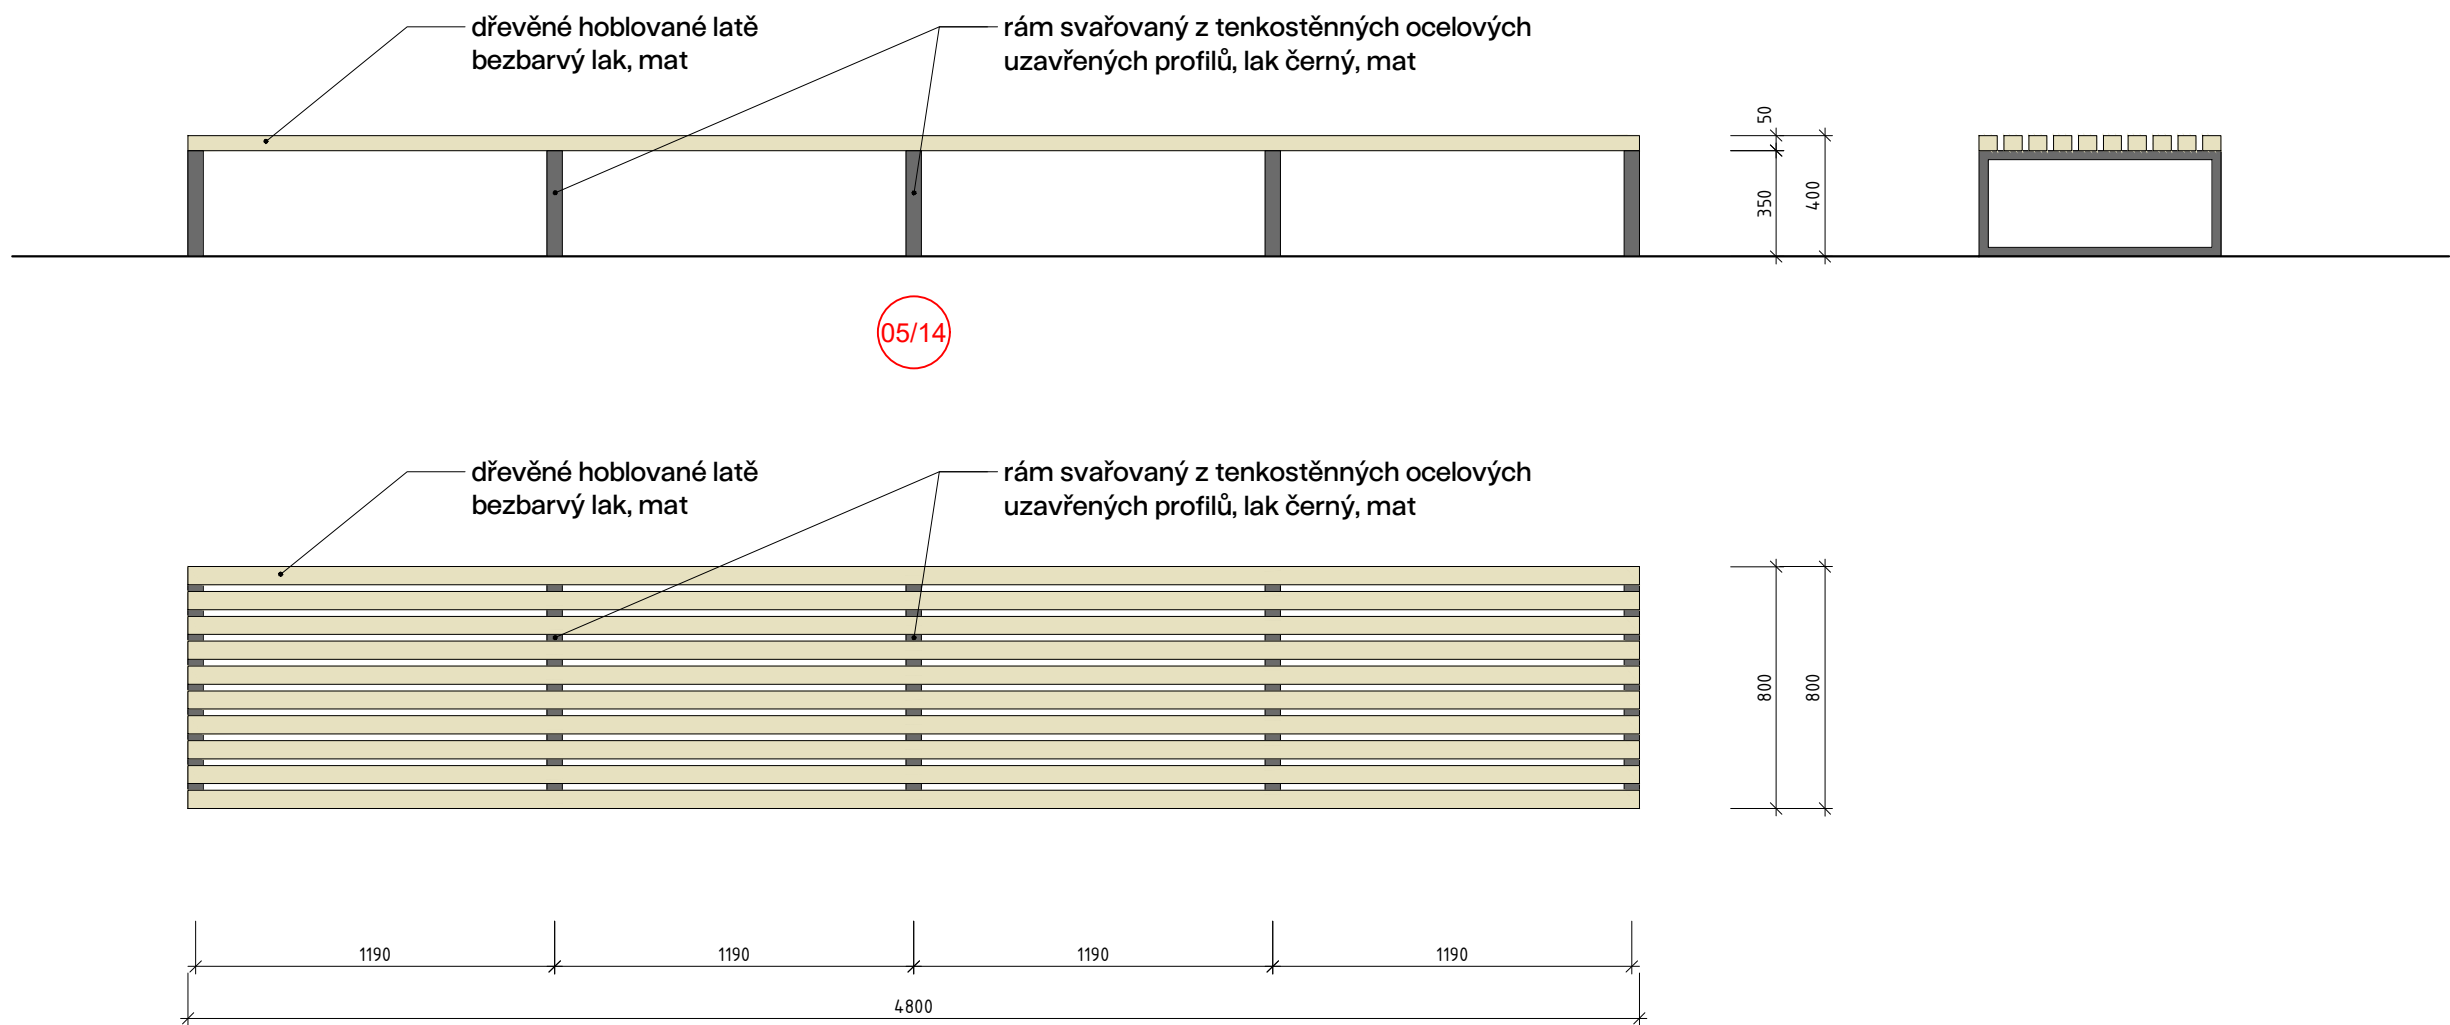 dřevěné hoblované latě
bezbarvý lak, mat
rám svařovaný z tenkostěnných ocelových
uzavřených profilů, lak černý, mat
50
350
400
05/14
dřevěné hoblované latě
bezbarvý lak, mat
rám svařovaný z tenkostěnných ocelových
uzavřených profilů, lak černý, mat
800
800
1190
1190
1190
1190
4800